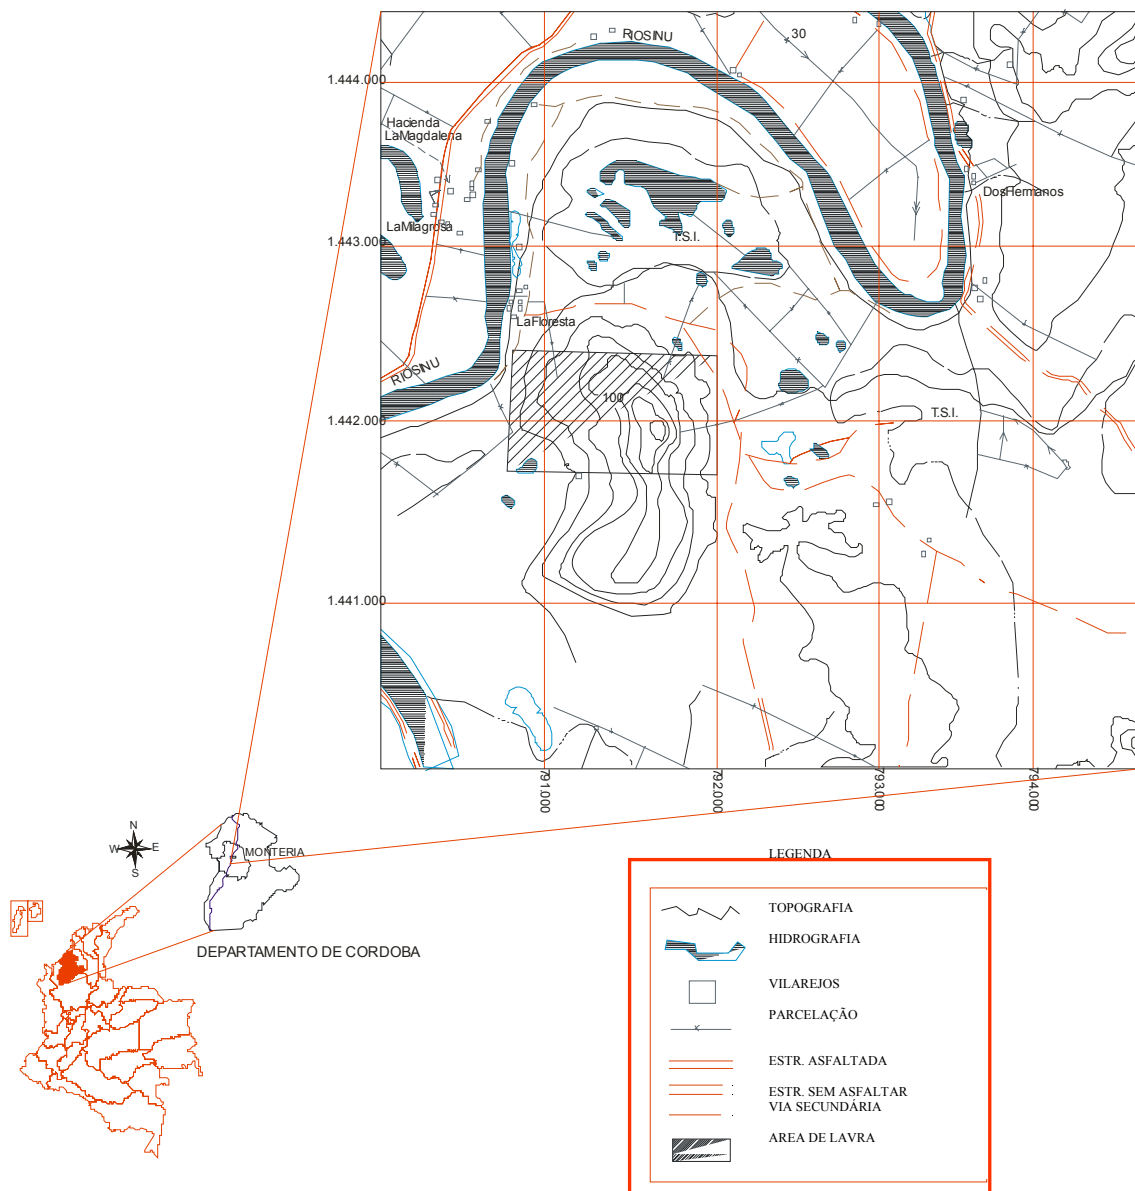 RIOSINU
30
1.444.000
Hacienda
LaMagdalena
DosHermanos
LaMilagrosa
T.S.I.
1.443.000
LaFloresta
RIOSINU
100
T.S.I.
1.442.000
1.441.000
791.000
792.000
793.000
794.000
N
W E
S
MONTERIA
DEPARTAMENTO DE CORDOBA
LEGENDA
TOPOGRAFIA
HIDROGRAFIA
VILAREJOS
PARCELAÇÃO
ESTR. ASFALTADA
ESTR. SEM ASFALTAR
VIA SECUNDÁRIA
AREA DE LAVRA